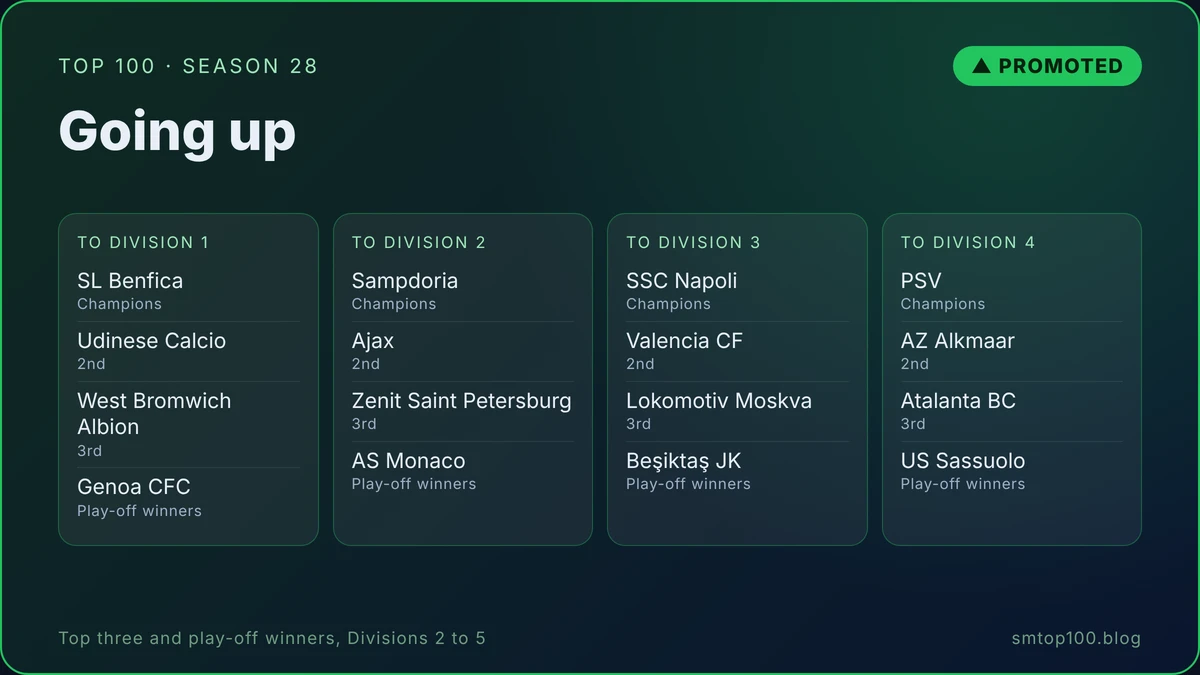 TOP 100 · SEASON 28
▲ PROMOTED
Going up
TO DIVISION 1
SL Benfica
Champions
Udinese Calcio
2nd
West Bromwich
Albion
3rd
Genoa CFC
Play-off winners
TO DIVISION 2
Sampdoria
Champions
Ajax
2nd
Zenit Saint Petersburg
3rd
AS Monaco
Play-off winners
TO DIVISION 3
SSC Napoli
Champions
Valencia CF
2nd
Lokomotiv Moskva
3rd
Beşiktaş JK
Play-off winners
TO DIVISION 4
PSV
Champions
AZ Alkmaar
2nd
Atalanta BC
3rd
US Sassuolo
Play-off winners
Top three and play-off winners, Divisions 2 to 5
smtop100.blog